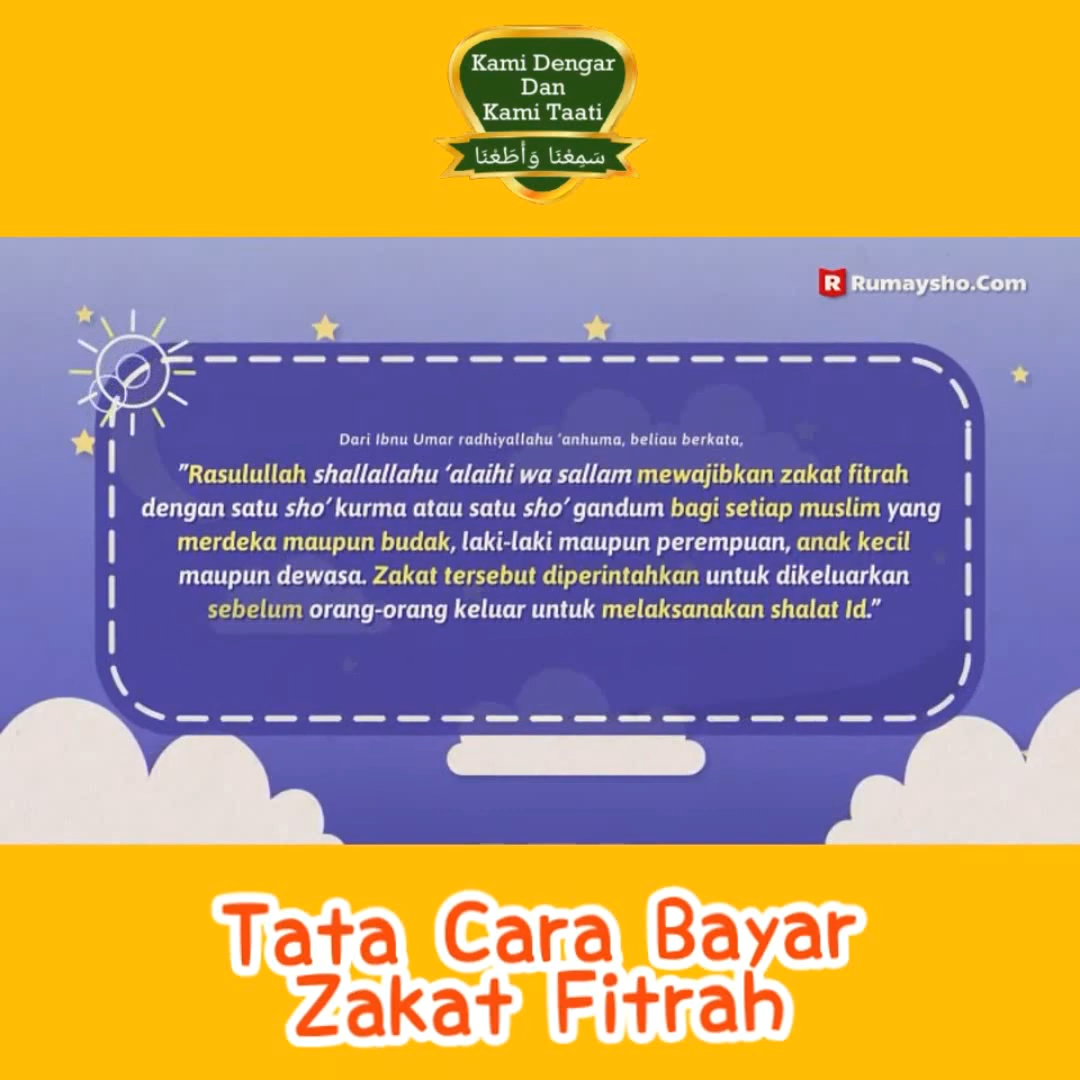 Kami Dengar
Dan
Kami Taati
سَمِعْنَا وَأَطَعْنَا
R Rumaysho.Com
Dari Ibnu Umar radhiyallahu 'anhuma, beliau berkata,
"Rasulullah shallallahu 'alaihi wa sallam mewajibkan zakat fitrah
dengan satu sho' kurma atau satu sho' gandum bagi setiap muslim yang
merdeka maupun budak, laki-laki maupun perempuan, anak kecil
maupun dewasa. Zakat tersebut diperintahkan untuk dikeluarkan
sebelum orang-orang keluar untuk melaksanakan shalat Id."
Tata Cara Bayar
Zakat Fitrah